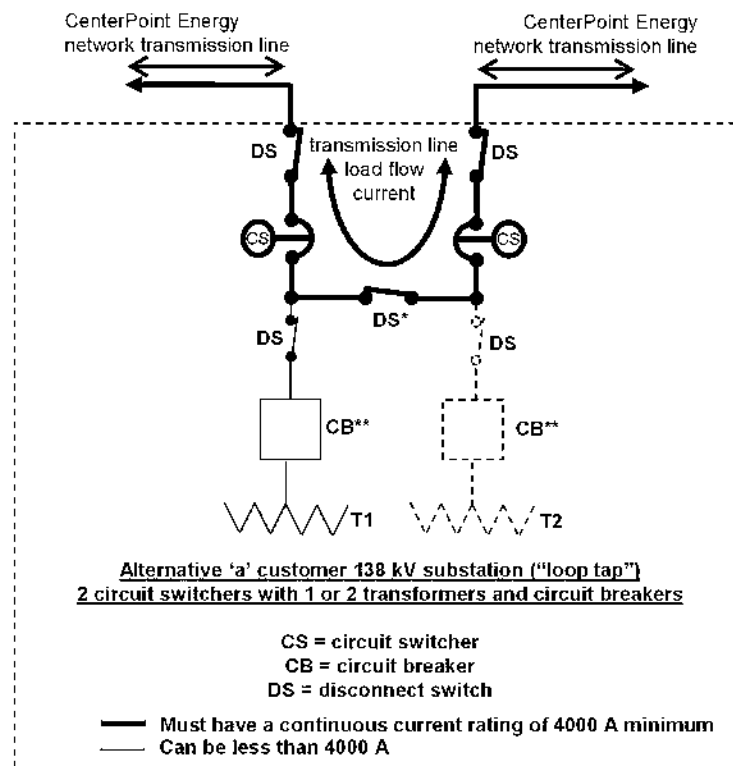 CenterPoint Energy
network transmission line
CenterPoint Energy
network transmission line
DS
transmission line
load flow
current
DS
CS
CS
DS*
DS
DS
CB**
CB**
T1
T2
Alternative 'a' customer 138 kV substation ("loop tap")
2 circuit switchers with 1 or 2 transformers and circuit breakers
CS = circuit switcher
CB = circuit breaker
DS = disconnect switch
Must have a continuous current rating of 4000 A minimum
Can be less than 4000 A